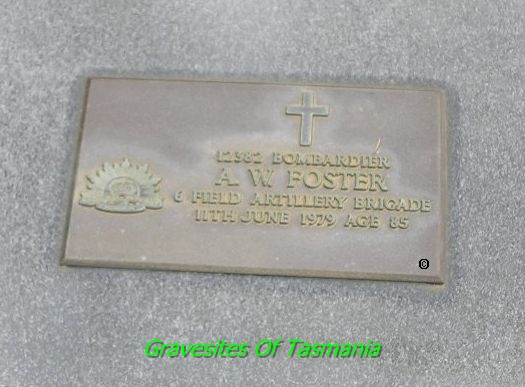 12382 BOMBARDIER
A. W. FOSTER
6 FIELD ARTILLERY BRIGADE
11TH JUNE 1979 AGE 85
©
Gravesites Of Tasmania